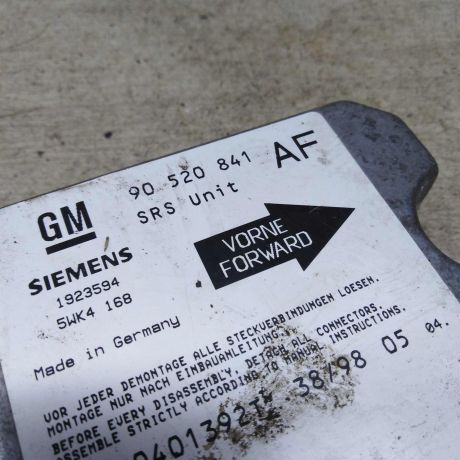 GM
90 520 841 AF
SRS Unit
SIEMENS
1923594
5WK4 168
VORNE
FORWARD
Made in Germany
VOR JEDER DEMONTAGE ALLE STECKVERBINDUNGEN LOESEN,
MONTAGE NUR NACH EINBAUANLEITUNG.
BEFORE EVERY DISASSEMBLY, DETACH ALL CONNECTORS,
ASSEMBLE STRICTLY ACCORDING TO MANUAL INSTRUCTIONS.
38/98 05 04.